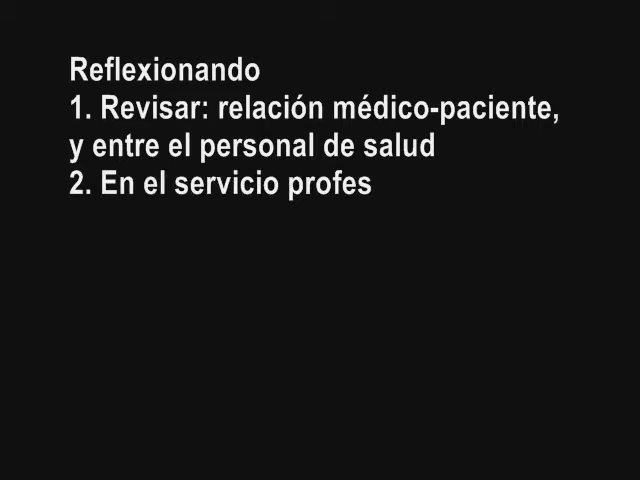 Reflexionando
1. Revisar: relación médico-paciente,
y entre el personal de salud
2. En el servicio profes